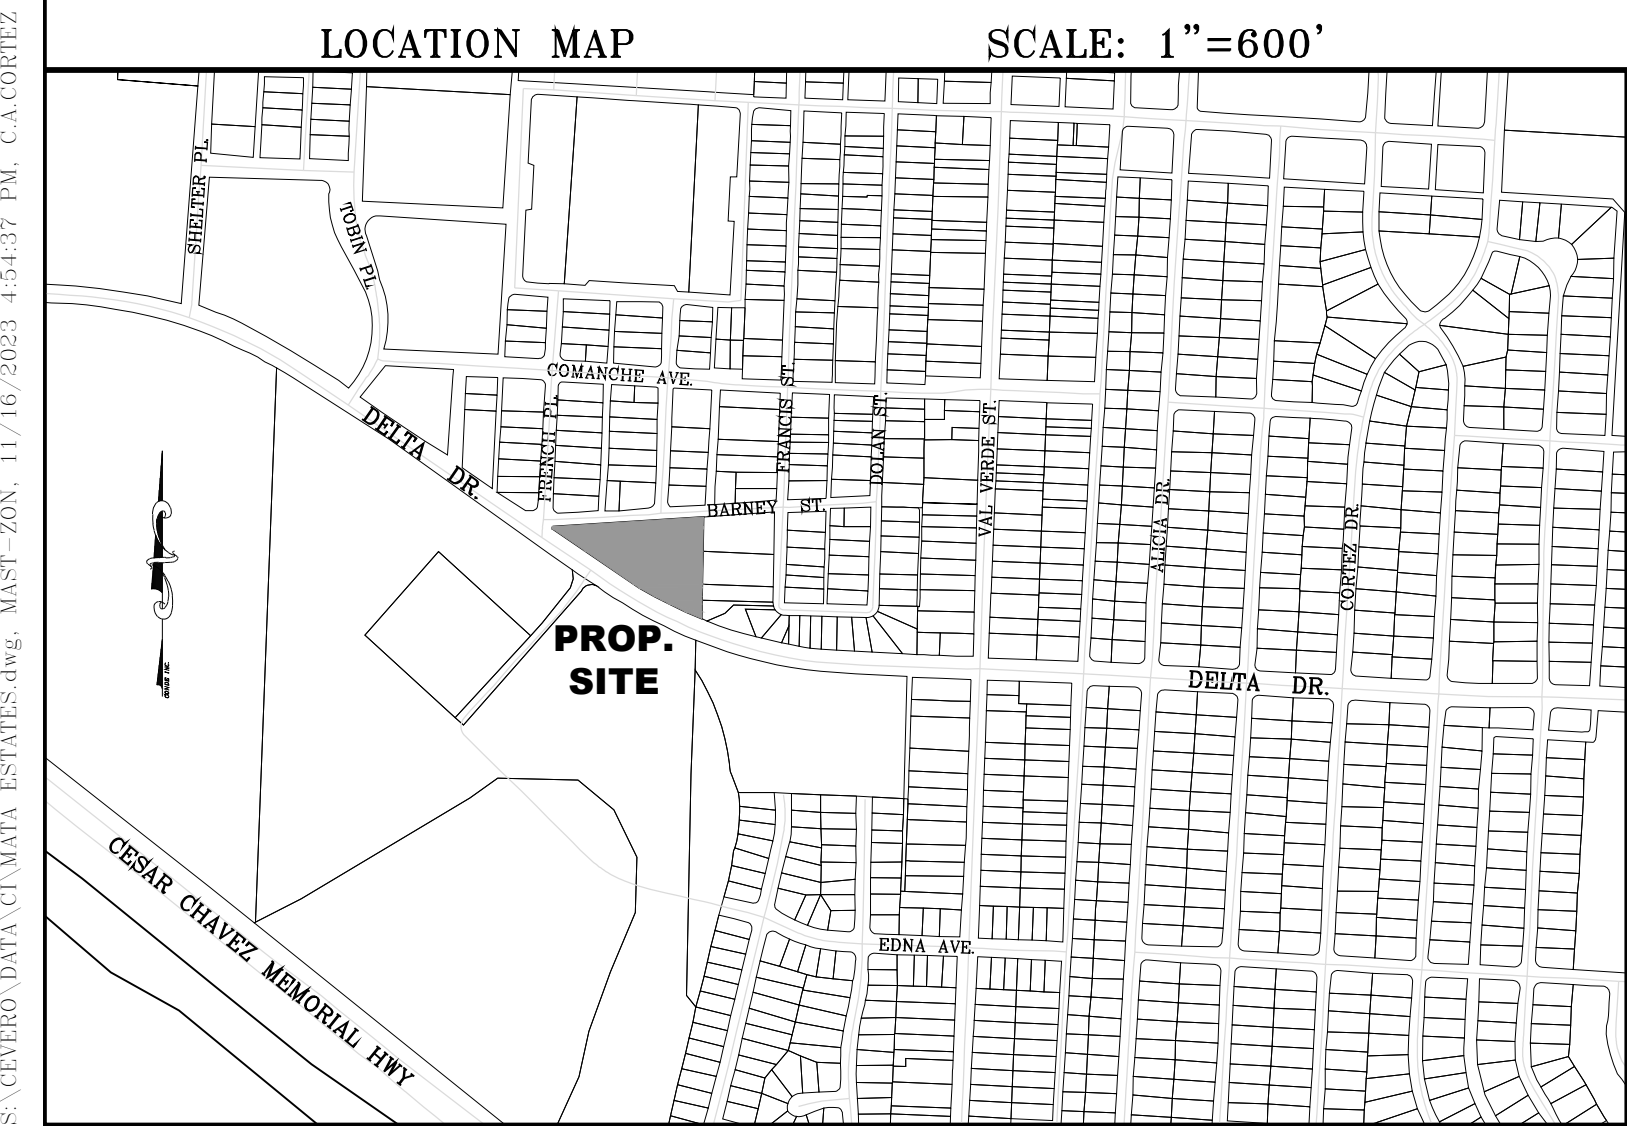 LOCATION MAP
SCALE: 1"=600'
S:\CEVERO\DATA\CI\MATA ESTATES.dwg, MAST-ZON, 11/16/2023 4:54:37 PM, C.A.CORTEZ
SHELTER PL
TOBIN PL
COMANCHE AVE.
FRENCH PL.
FRANCIS ST.
DOLAN ST.
VAL VERDE ST.
ALICIA DR.
CORTEZ DR.
DELTA DR.
BARNEY ST.
PROP.
SITE
DELTA DR.
CESAR CHAVEZ MEMORIAL HWY
EDNA AVE.